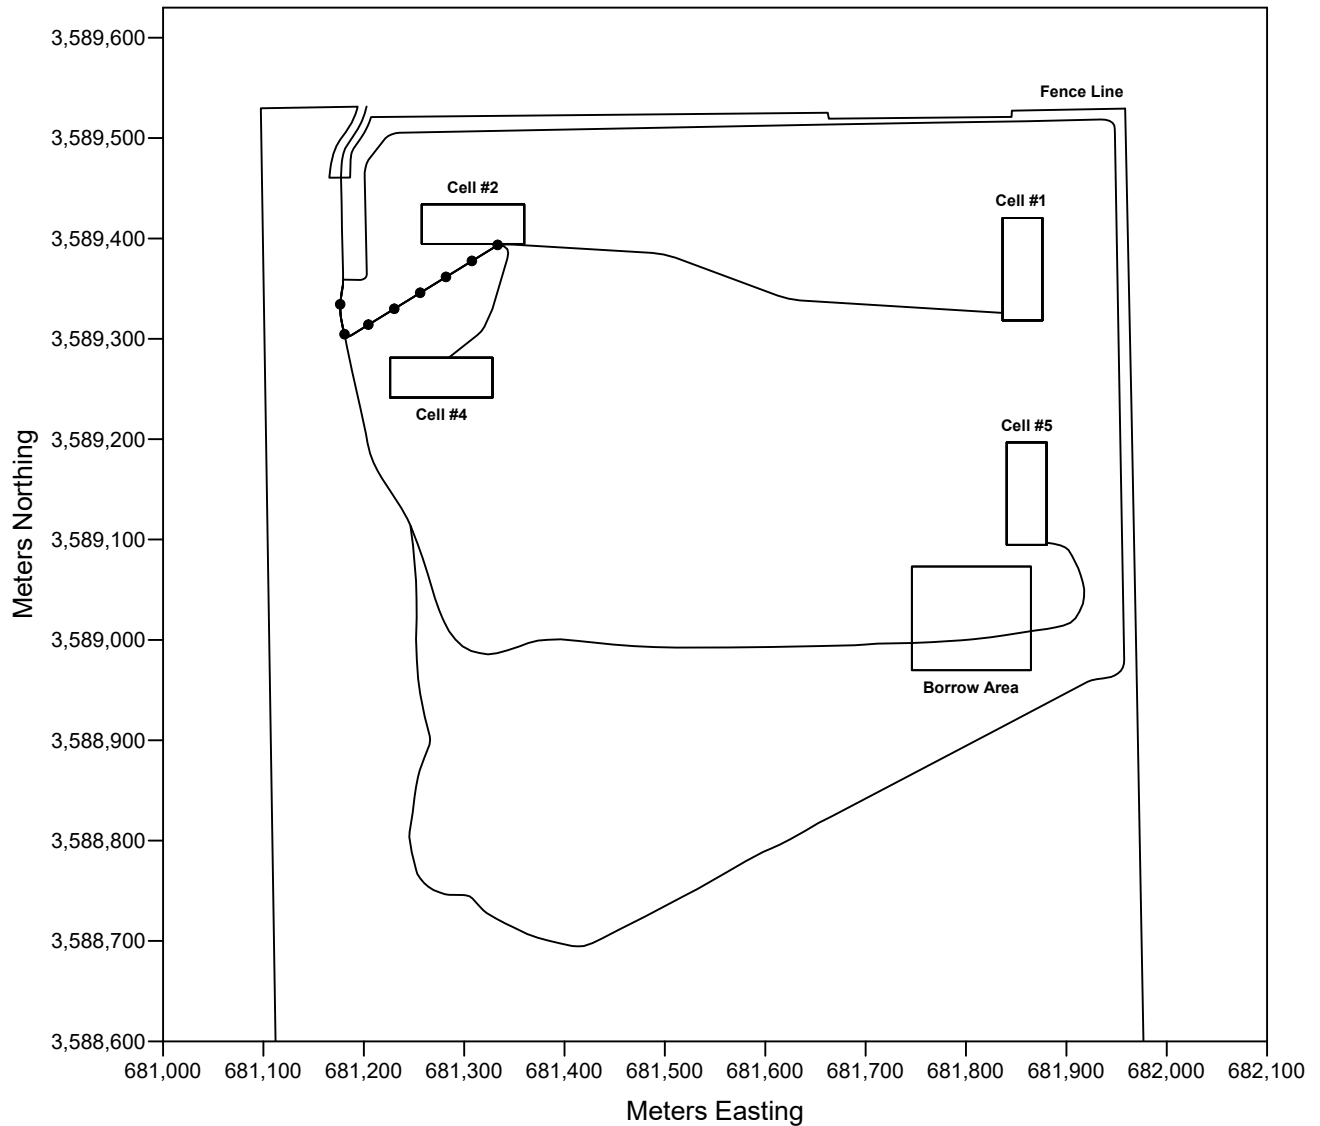 3,589,600
Fence Line
3,589,500
Cell #2
Cell #1
3,589,400
3,589,300
Cell #4
Cell #5
3,589,200
3,589,100
Meters Northing
3,589,000
Borrow Area
3,588,900
3,588,800
3,588,700
3,588,600
681,000 681,100 681,200 681,300 681,400 681,500 681,600 681,700 681,800 681,900 682,000 682,100
Meters Easting